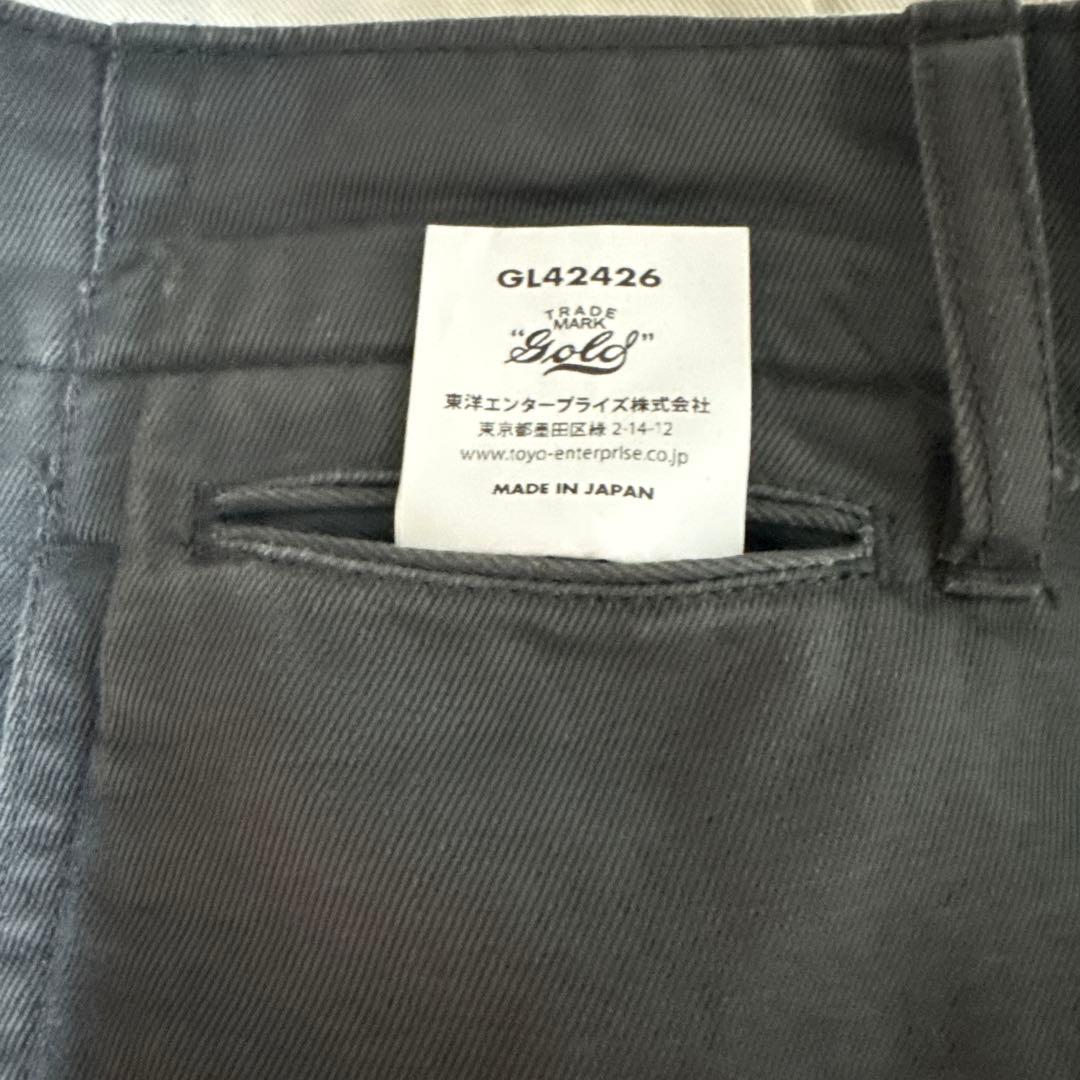 GL42426
TRADE
MARK
"Gold"
東洋エンタープライズ株式会社
東京都墨田区緑 2-14-12
www.toyo-enterprise.co.jp
MADE IN JAPAN